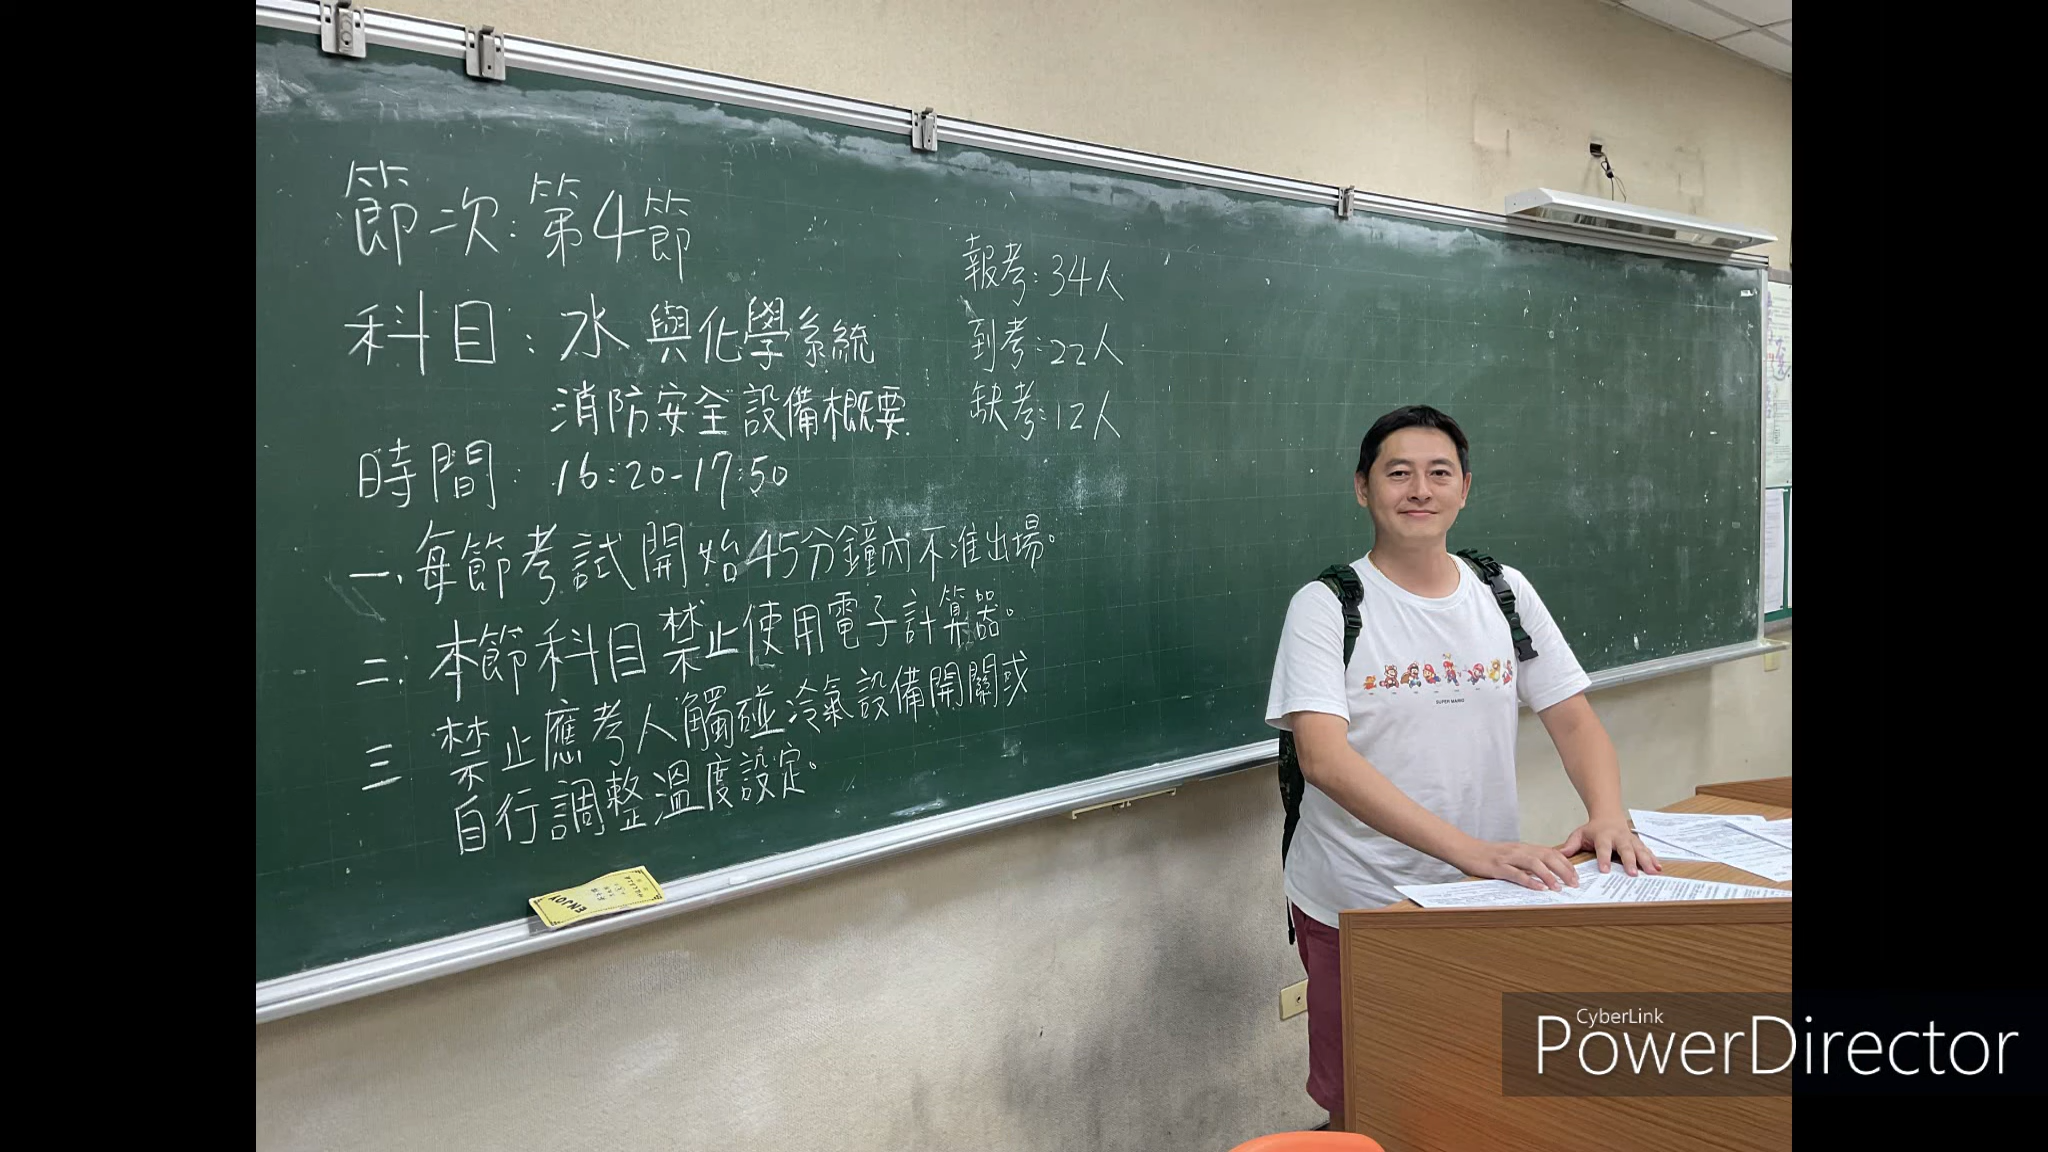 節次:第4節
科目:水與化學系統
消防安全設備概要
時間:16:20-17:50
報考:34人
到考:22人
缺考:12人
一.每節考試開始45分鐘內不准出場。
二.本節科目禁止使用電子計算器。
三.禁止應考人觸碰冷氣設備開關或
自行調整溫度設定。
ENJOY
SUPER MARIO
CyberLink
PowerDirector